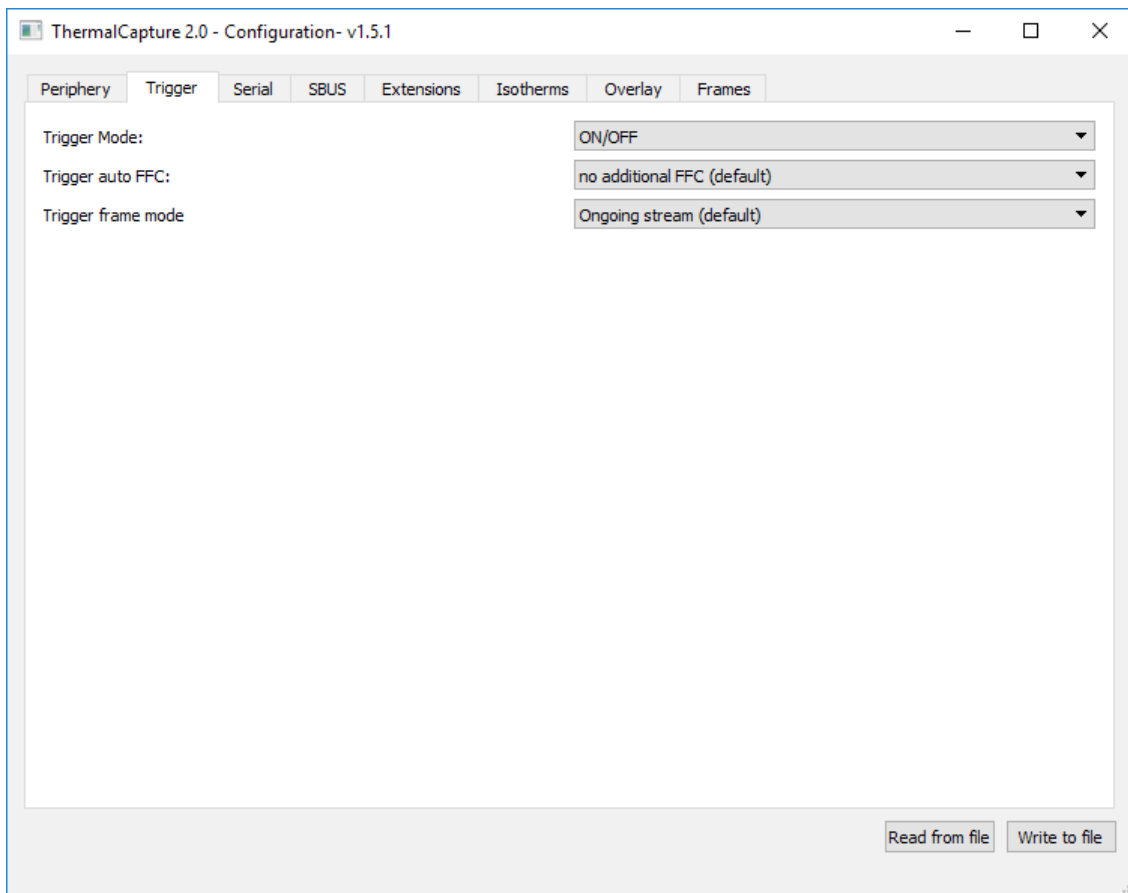 ThermalCapture 2.0 - Configuration- v1.5.1
Periphery Trigger Serial SBUS Extensions Isotherms Overlay Frames
Trigger Mode: ON/OFF
Trigger auto FFC: no additional FFC (default)
Trigger frame mode Ongoing stream (default)
Read from file Write to file